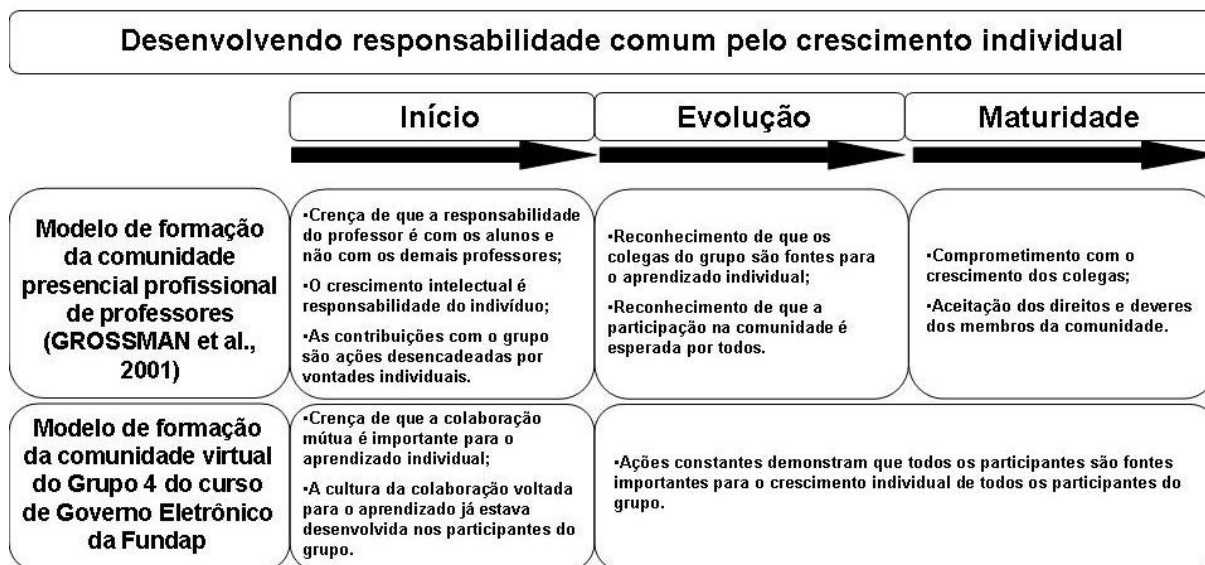 Desenvolvendo responsabilidade comum pelo crescimento individual
Início
Evolução
Maturidade
Modelo de formação
da comunidade
presencial profissional
de professores
(GROSSMAN et al.,
2001)
•Crença de que a responsabilidade
do professor é com os alunos e
não com os demais professores;
•O crescimento intelectual é
responsabilidade do indivíduo;
•As contribuições com o grupo
são ações desencadeadas por
vontades individuais.
•Reconhecimento de que os
colegas do grupo são fontes para
o aprendizado individual;
•Reconhecimento de que a
participação na comunidade é
esperada por todos.
•Comprometimento com o
crescimento dos colegas;
•Aceitação dos direitos e deveres
dos membros da comunidade.
Modelo de formação
da comunidade virtual
do Grupo 4 do curso
de Governo Eletrônico
da Fundap
•Crença de que a colaboração
mútua é importante para o
aprendizado individual;
•A cultura da colaboração voltada
para o aprendizado já estava
desenvolvida nos participantes do
grupo.
•Ações constantes demonstram que todos os participantes são fontes
importantes para o crescimento individual de todos os participantes do
grupo.